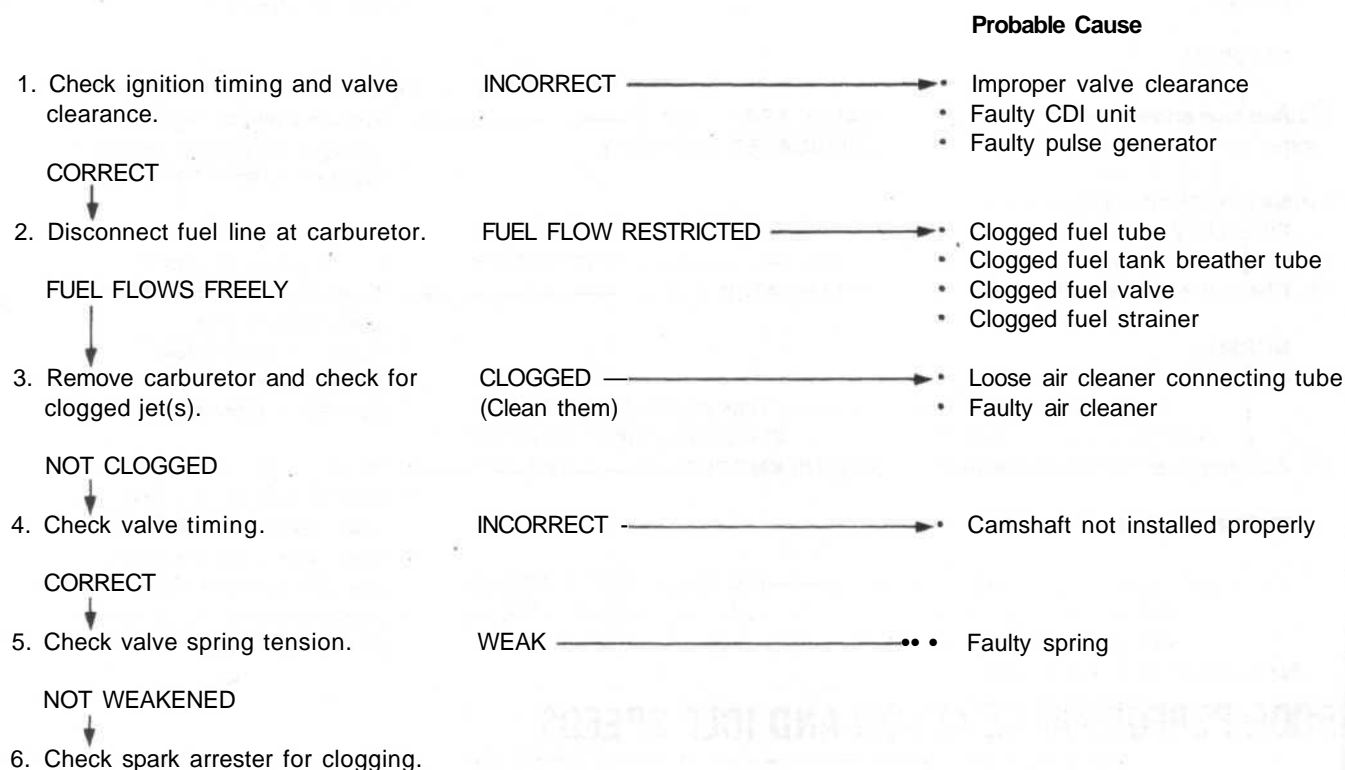 Probable Cause
1. Check ignition timing and valve clearance.
INCORRECT
• Improper valve clearance
• Faulty CDI unit
• Faulty pulse generator
CORRECT
2. Disconnect fuel line at carburetor.
FUEL FLOW RESTRICTED
• Clogged fuel tube
• Clogged fuel tank breather tube
• Clogged fuel valve
• Clogged fuel strainer
FUEL FLOWS FREELY
3. Remove carburetor and check for clogged jet(s).
CLOGGED
(Clean them)
• Loose air cleaner connecting tube
• Faulty air cleaner
NOT CLOGGED
4. Check valve timing.
INCORRECT
• Camshaft not installed properly
CORRECT
5. Check valve spring tension.
WEAK
• Faulty spring
NOT WEAKENED
6. Check spark arrester for clogging.